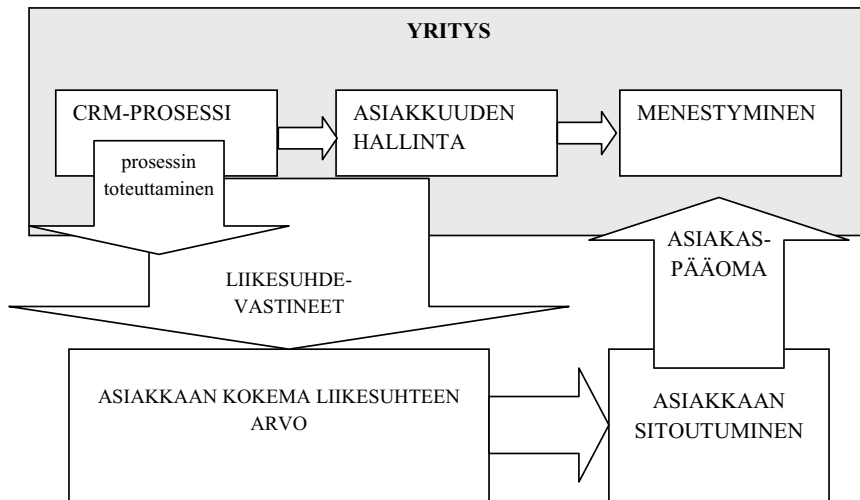 YRITYS
CRM-PROSESSI
prosessin
toteuttaminen
ASIAKKUUDEN
HALLINTA
MENESTYMINEN
LIIKESUHDE-
VASTINEET
ASIAKAS-
PÄÄOMA
ASIAKKAAN KOKEMA LIIKESUHTEEN
ARVO
ASIAKKAAN
SITOUTUMINEN